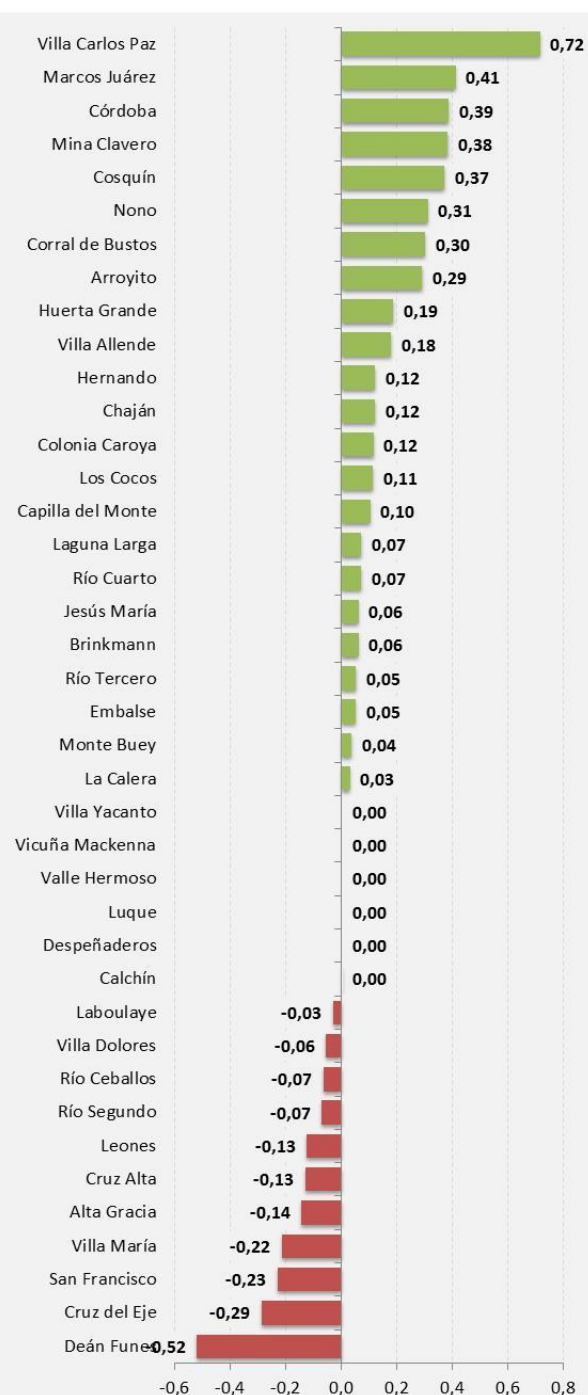 Villa Carlos Paz 0,72
Marcos Juárez 0,41
Córdoba 0,39
Mina Clavero 0,38
Cosquín 0,37
Nono 0,31
Corral de Bustos 0,30
Arroyito 0,29
Huerta Grande 0,19
Villa Allende 0,18
Hernando 0,12
Chaján 0,12
Colonia Caroya 0,12
Los Cocos 0,11
Capilla del Monte 0,10
Laguna Larga 0,07
Río Cuarto 0,07
Jesús María 0,06
Brinkmann 0,06
Río Tercero 0,05
Embalse 0,05
Monte Buey 0,04
La Calera 0,03
Villa Yacanto 0,00
Vicuña Mackenna 0,00
Valle Hermoso 0,00
Luque 0,00
Despeñaderos 0,00
Calchín 0,00
Laboulaye -0,03
Villa Dolores -0,06
Río Ceballos -0,07
Río Segundo -0,07
Leones -0,13
Cruz Alta -0,13
Alta Gracia -0,14
Villa María -0,22
San Francisco -0,23
Cruz del Eje -0,29
Deán Funes -0,52
-0,6 -0,4 -0,2 0,0 0,2 0,4 0,6 0,8